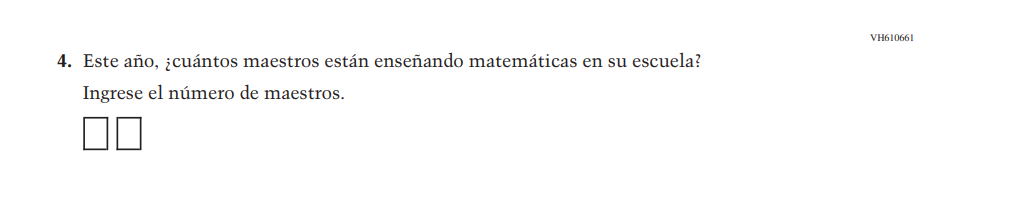 VH610661
4. Este año, ¿cuántos maestros están enseñando matemáticas en su escuela?
Ingrese el número de maestros.